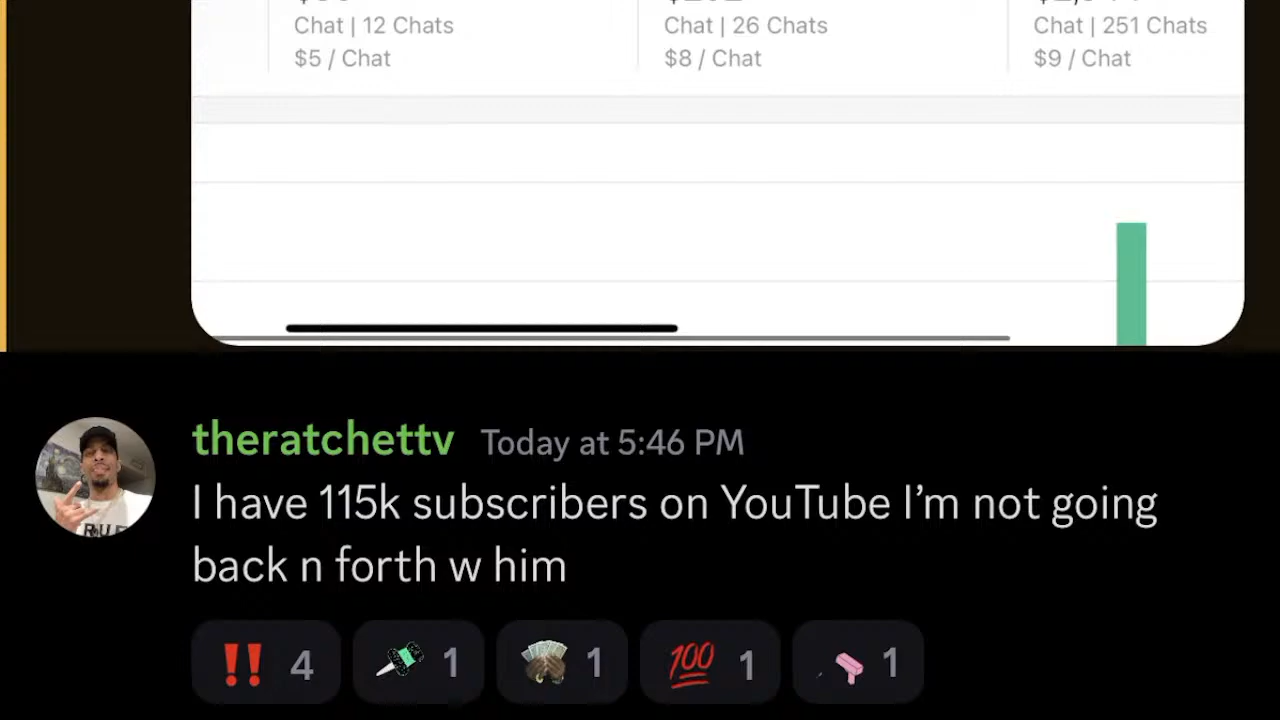 Chat | 12 Chats
Chat | 26 Chats
Chat | 251 Chats
$5 / Chat
$8 / Chat
$9 / Chat
theratchettv Today at 5:46 PM
I have 115k subscribers on YouTube I’m not going
back n forth w him
‼️ 4 1 1 💯 1 1